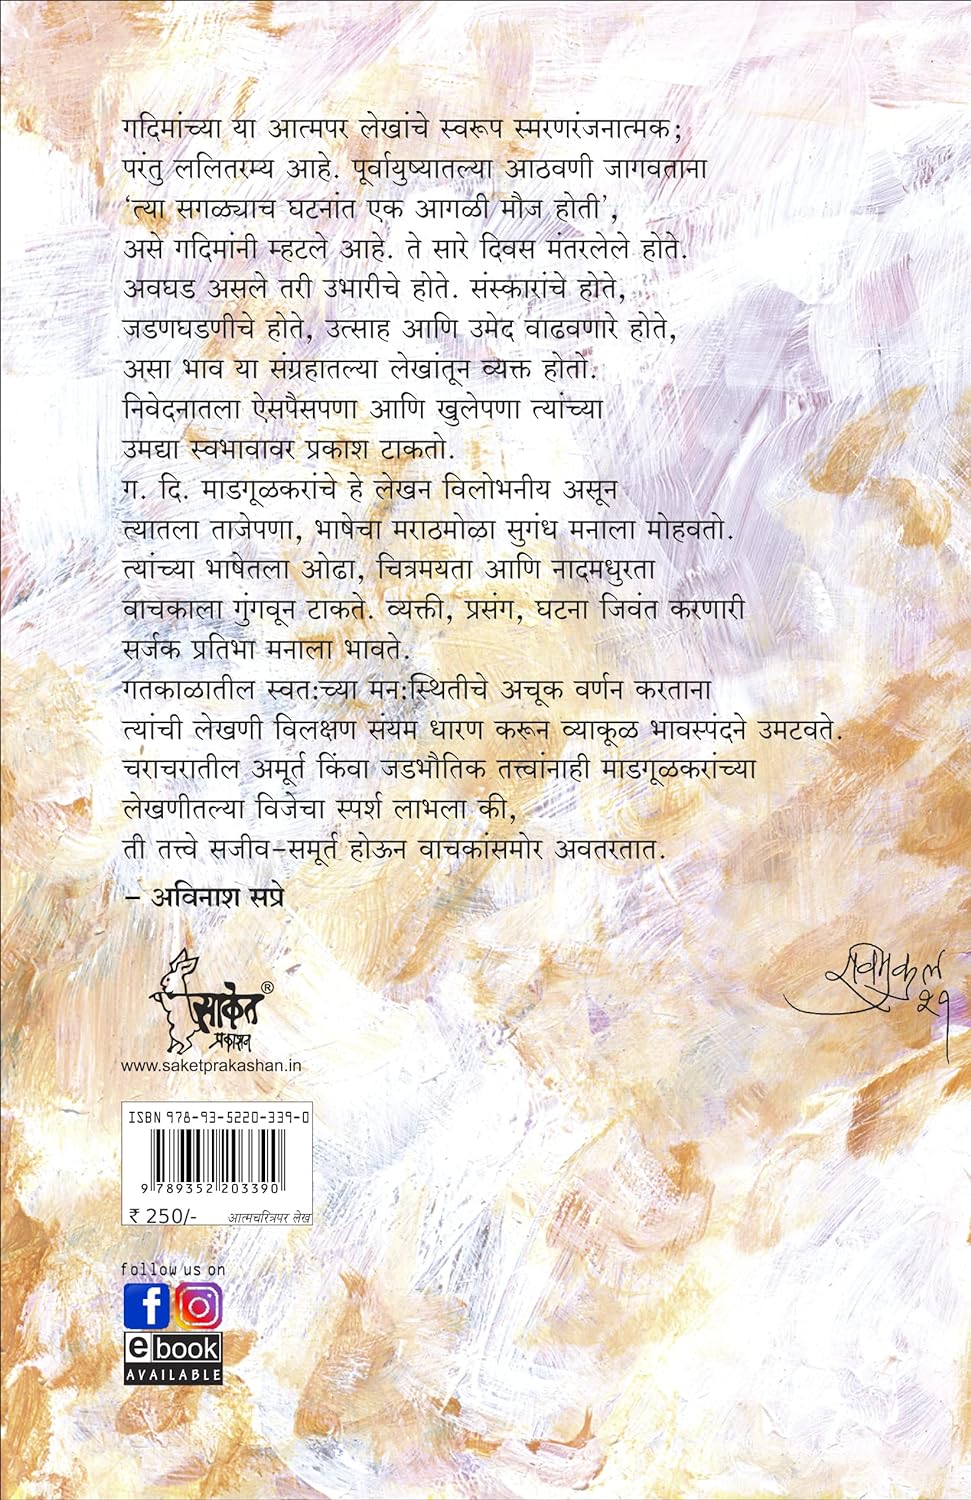 गदिमांच्या या आत्मपर लेखांचे स्वरूप स्मरणरंजनात्मक;
परंतु ललितरम्य आहे. पूर्वायुष्यातल्या आठवणी जागवताना
‘त्या सगळ्याच घटनांत एक आगळी मौज होती’,
असे गदिमांनी म्हटले आहे. ते सारे दिवस मंतरलेले होते.
अवघड असले तरी उभारीचे होते. संस्कारांचे होते,
जडणघडणीचे होते, उत्साह आणि उमेद वाढवणारे होते,
असा भाव या संग्रहातल्या लेखांतून व्यक्त होतो.
निवेदनातला ऐसपैसपणा आणि खुलेपणा त्यांच्या
उमद्या स्वभावावर प्रकाश टाकतो.
ग. दि. माडगूळकरांचे हे लेखन विलोभनीय असून
त्यातला ताजेपणा, भाषेचा मराठमोळा सुगंध मनाला मोहवतो.
त्यांच्या भाषेतला ओढा, चित्रमयता आणि नादमधुरता
वाचकाला गुंगवून टाकते. व्यक्ती, प्रसंग, घटना जिवंत करणारी
सर्जक प्रतिभा मनाला भावते.
गतकाळातील स्वत:च्या मन:स्थितीचे अचूक वर्णन करताना
त्यांची लेखणी विलक्षण संयम धारण करून व्याकूळ भावस्पंदने उमटवते.
चराचरातील अमूर्त किंवा जडभौतिक तत्त्वांनाही माडगूळकरांच्या
लेखणीतल्या विजेचा स्पर्श लाभला की,
ती तत्त्वे सजीव-समूर्त होऊन वाचकांसमोर अवतरतात.
– अविनाश सप्रे
रविमुकुल
२१
साकेत ®
प्रकाशन
www.saketprakashan.in
ISBN 978-93-5220-339-0
9 789352 203390
₹ 250/- आत्मचरित्रपर लेख
follow us on
f
e book
AVAILABLE